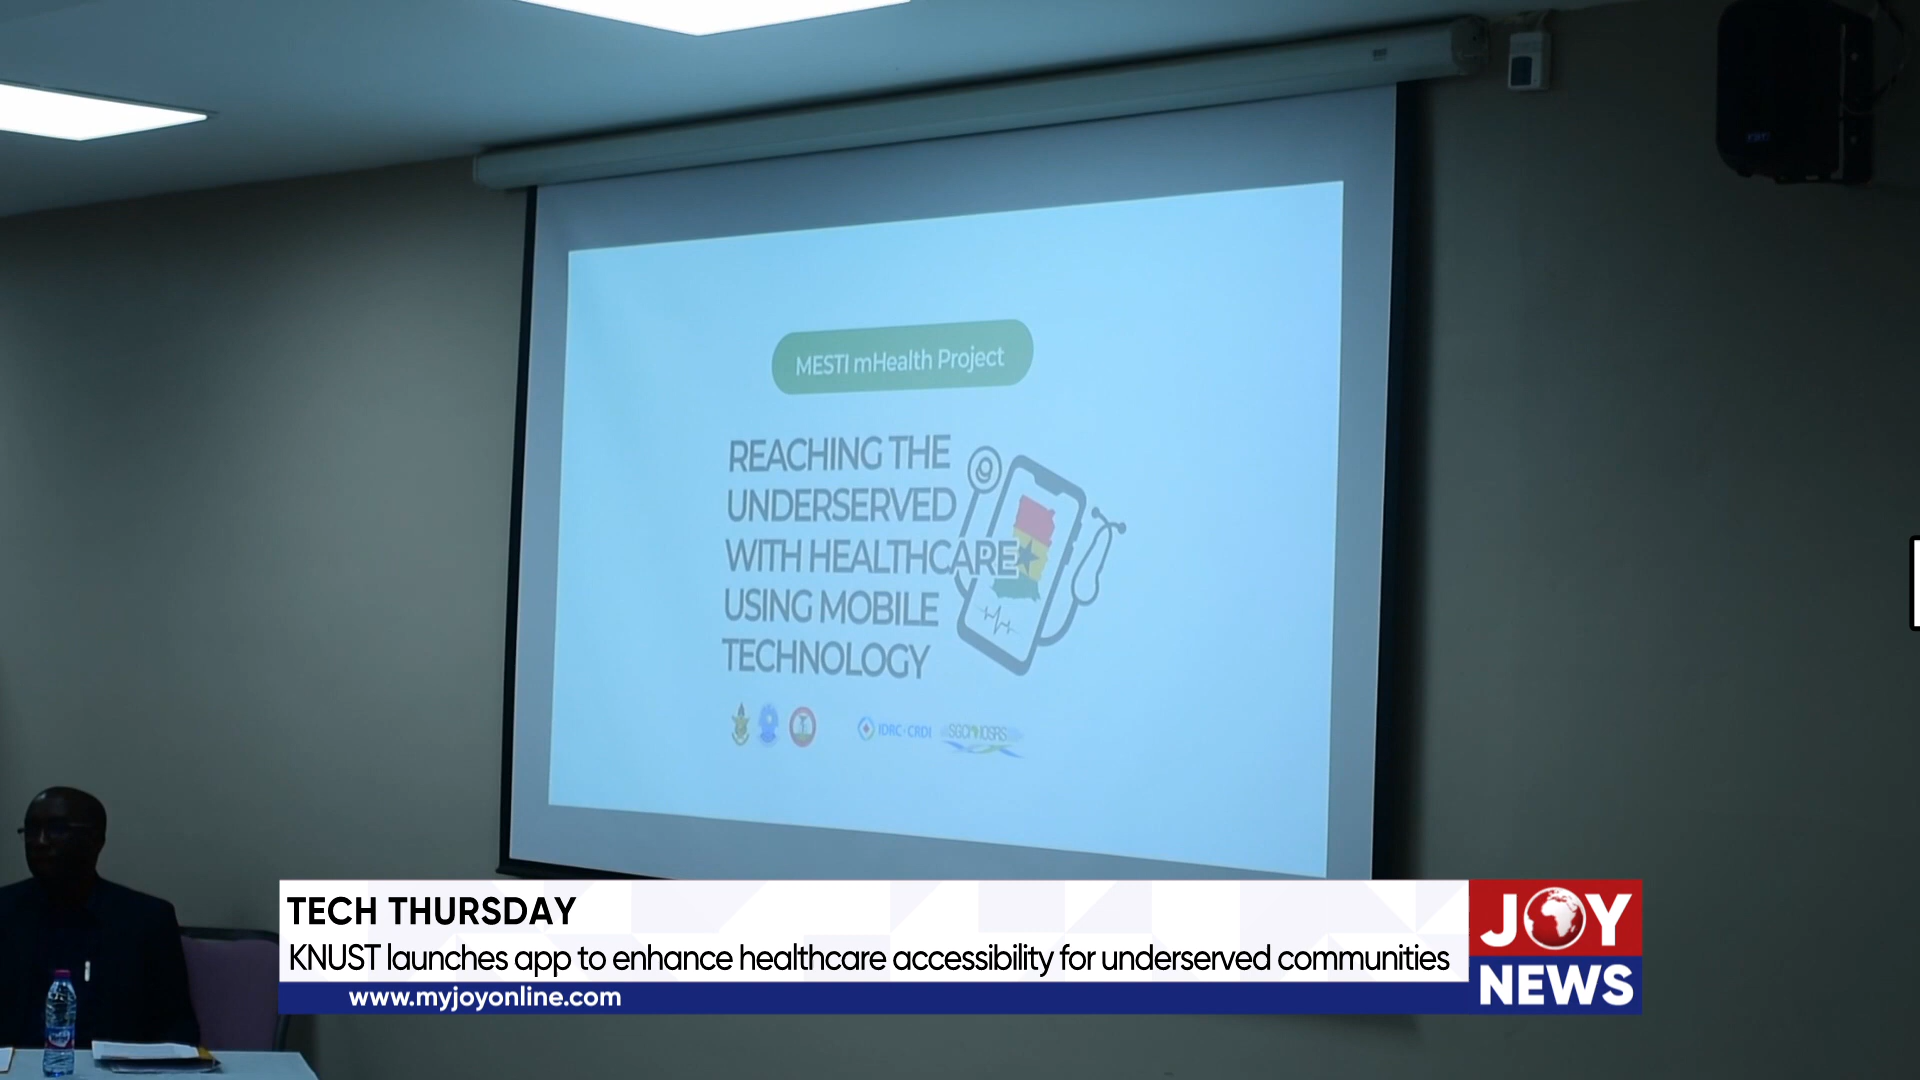 MESTI mHealth Project
REACHING THE
UNDERSERVED
WITH HEALTHCARE
USING MOBILE
TECHNOLOGY
IDRC · CRDI
TECH THURSDAY
KNUST launches app to enhance healthcare accessibility for underserved communities
www.myjoyonline.com
JOY
NEWS